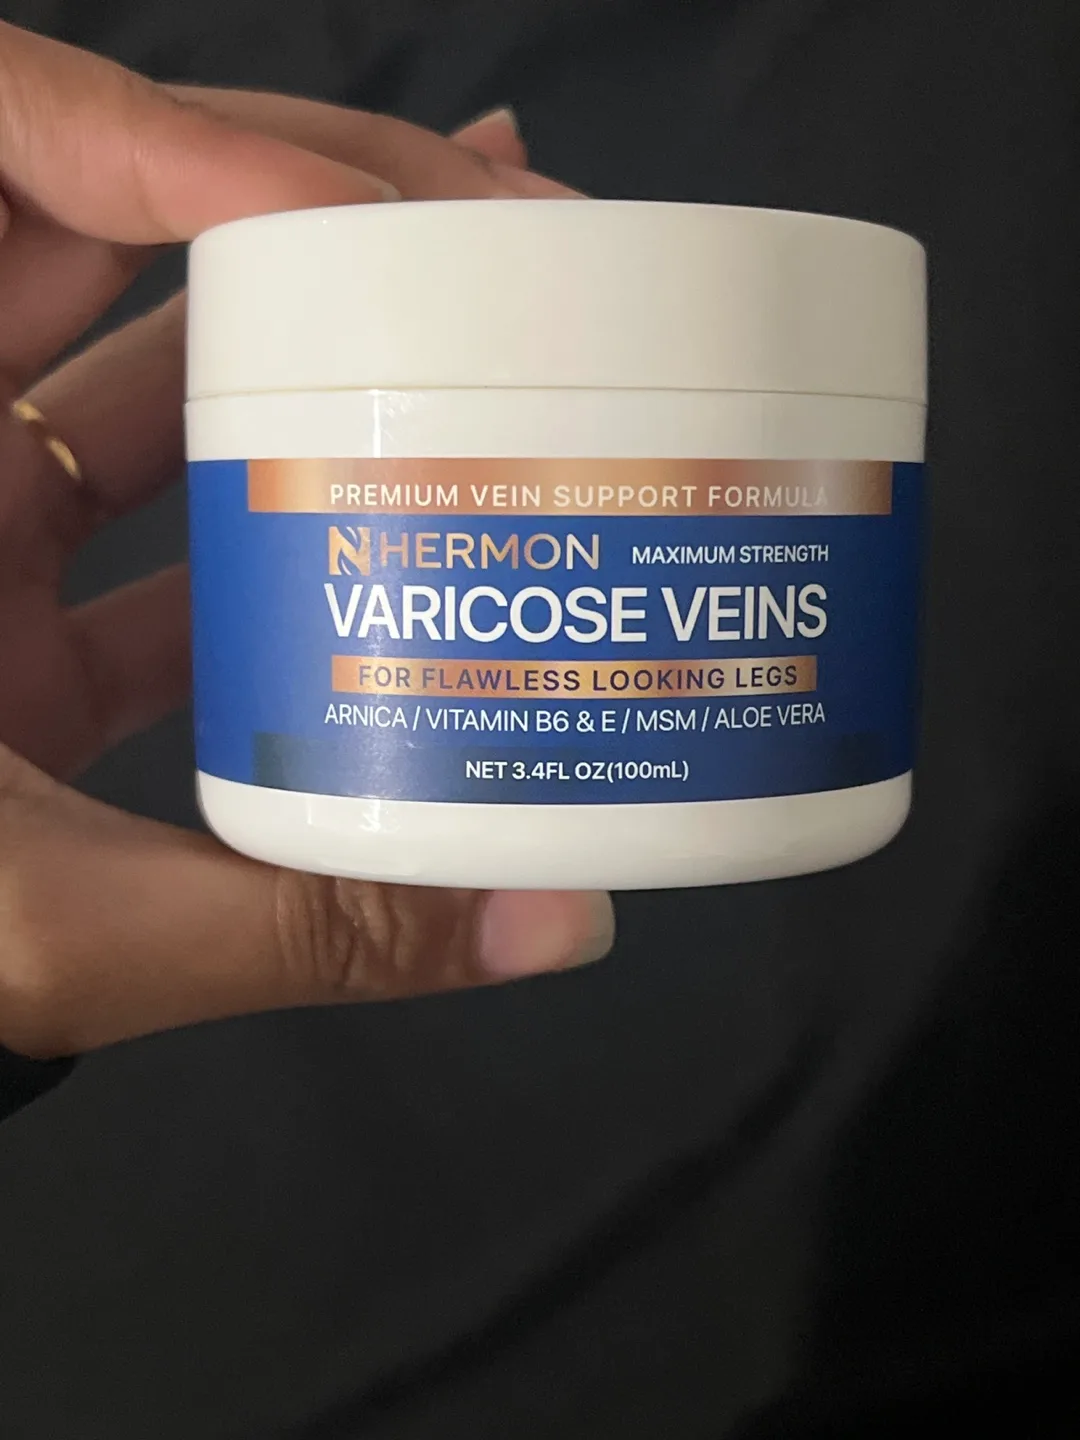 PREMIUM VEIN SUPPORT FORMULA
HERMON MAXIMUM STRENGTH
VARICOSE VEINS
FOR FLAWLESS LOOKING LEGS
ARNICA / VITAMIN B6 & E / MSM / ALOE VERA
NET 3.4FL OZ(100mL)